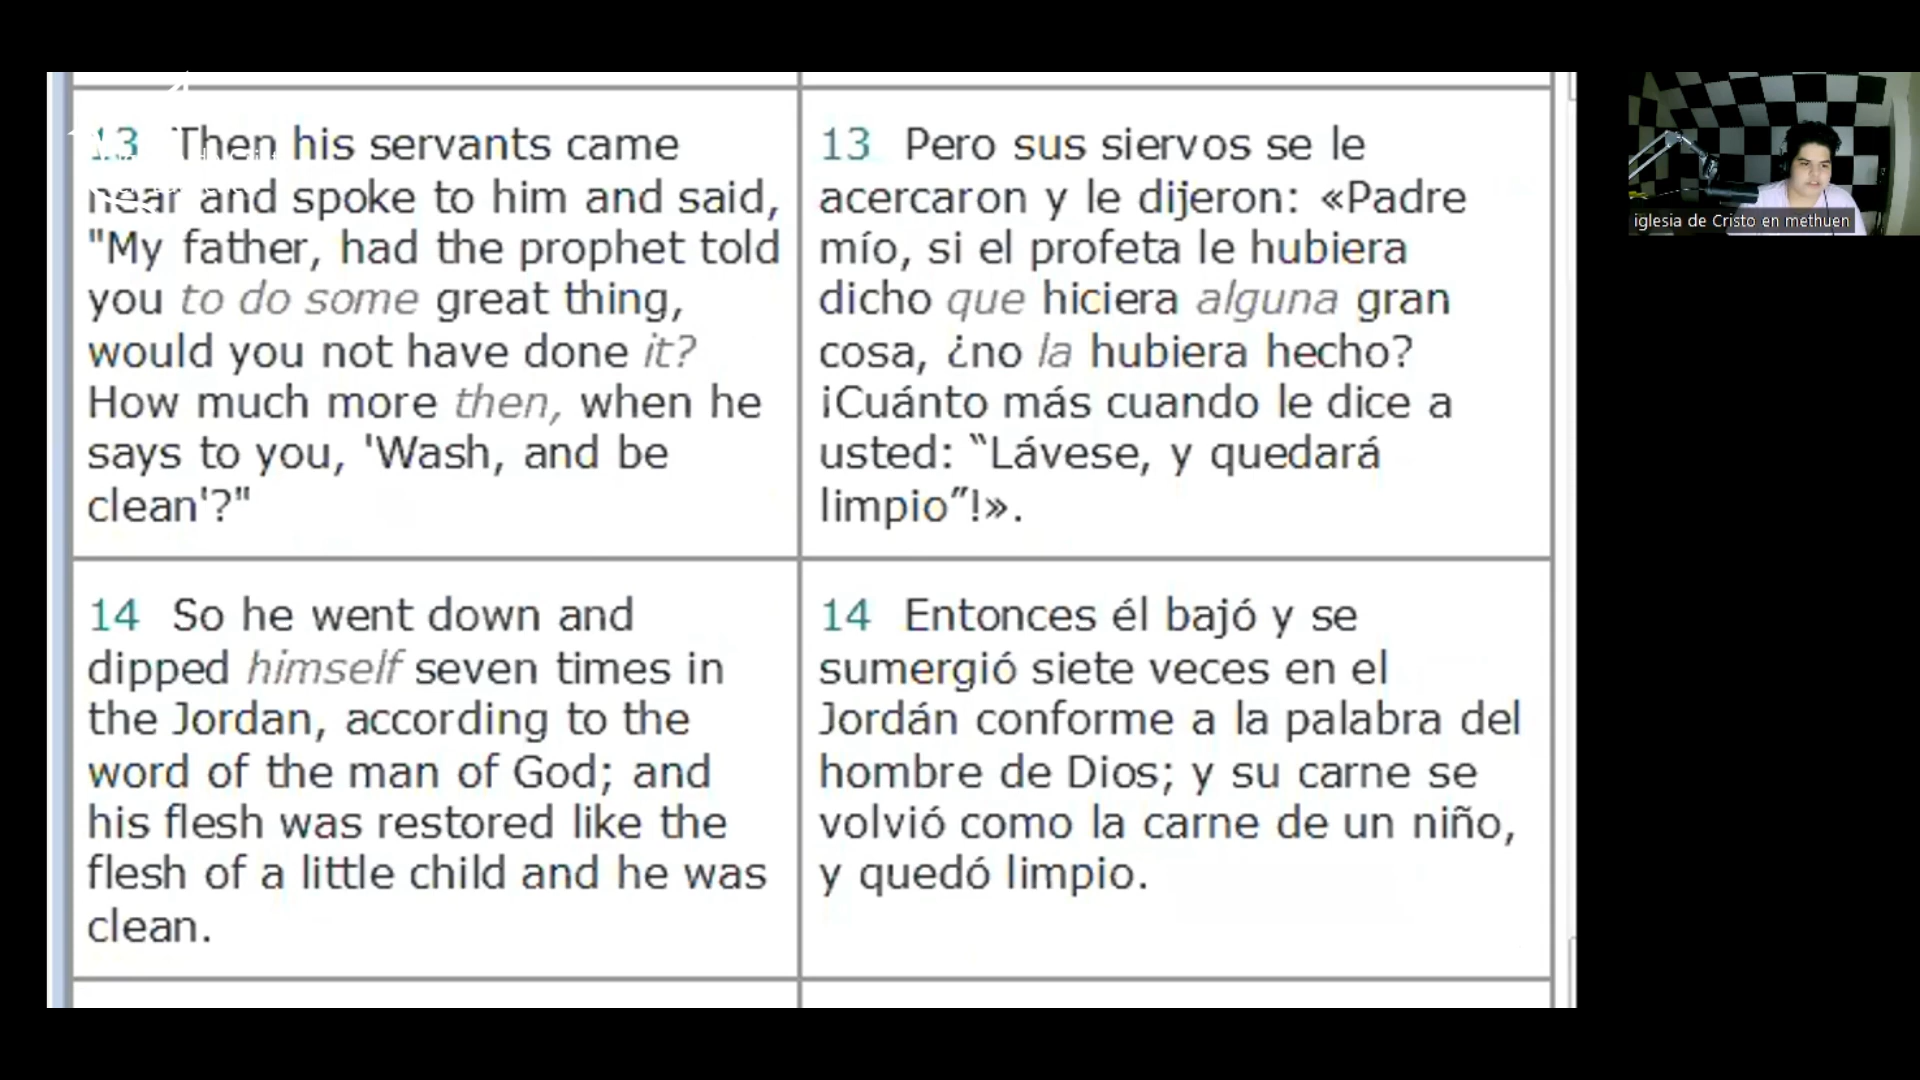 13 Then his servants came
near and spoke to him and said,
"My father, had the prophet told
you to do some great thing,
would you not have done it?
How much more then, when he
says to you, 'Wash, and be
clean'?"
13 Pero sus siervos se le
acercaron y le dijeron: «Padre
mío, si el profeta le hubiera
dicho que hiciera alguna gran
cosa, ¿no la hubiera hecho?
¡Cuánto más cuando le dice a
usted: “Lávese, y quedará
limpio”!».
14 So he went down and
dipped himself seven times in
the Jordan, according to the
word of the man of God; and
his flesh was restored like the
flesh of a little child and he was
clean.
14 Entonces él bajó y se
sumergió siete veces en el
Jordán conforme a la palabra del
hombre de Dios; y su carne se
volvió como la carne de un niño,
y quedó limpio.
iglesia de Cristo en methuen